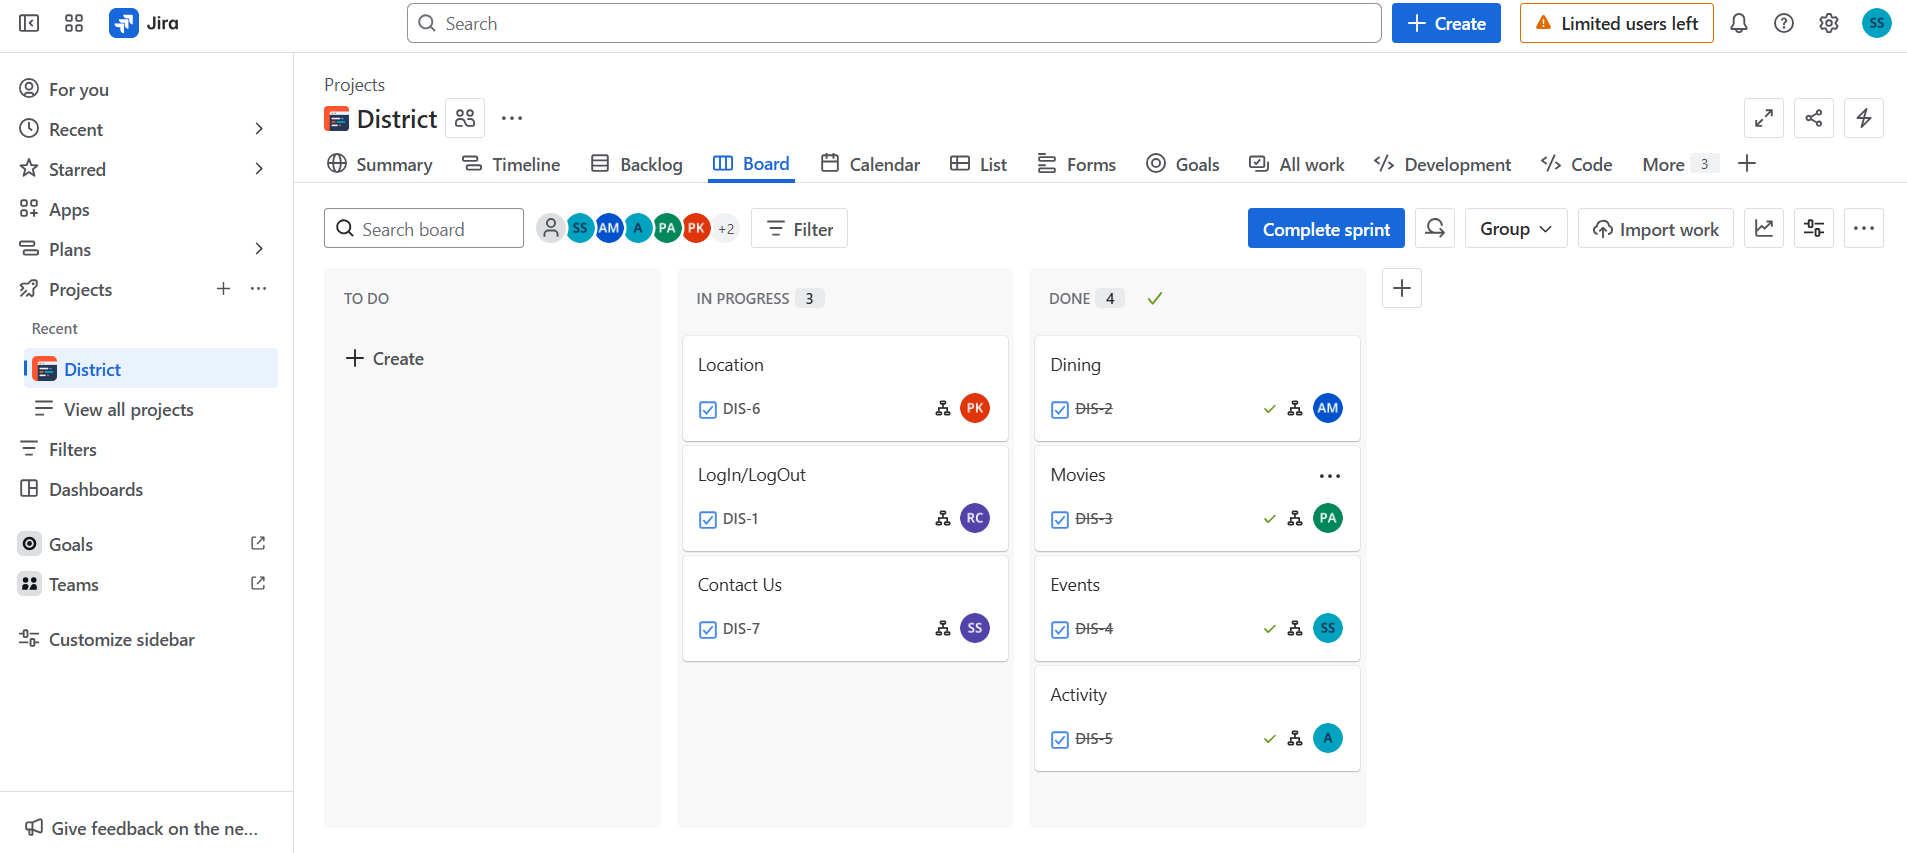 Jira
Search
Create
Limited users left
SS
For you
Recent
Starred
Apps
Plans
Projects
Recent
District
View all projects
Filters
Dashboards
Goals
Teams
Customize sidebar
Give feedback on the ne...
Projects
District
Summary
Timeline
Backlog
Board
Calendar
List
Forms
Goals
All work
Development
Code
More 3
Search board
SS AM A PA PK +2
Filter
Complete sprint
Group
Import work
TO DO
Create
IN PROGRESS 3
Location
DIS-6
PK
LogIn/LogOut
DIS-1
RC
Contact Us
DIS-7
SS
DONE 4
Dining
DIS-2
AM
Movies
DIS-3
PA
Events
DIS-4
SS
Activity
DIS-5
A